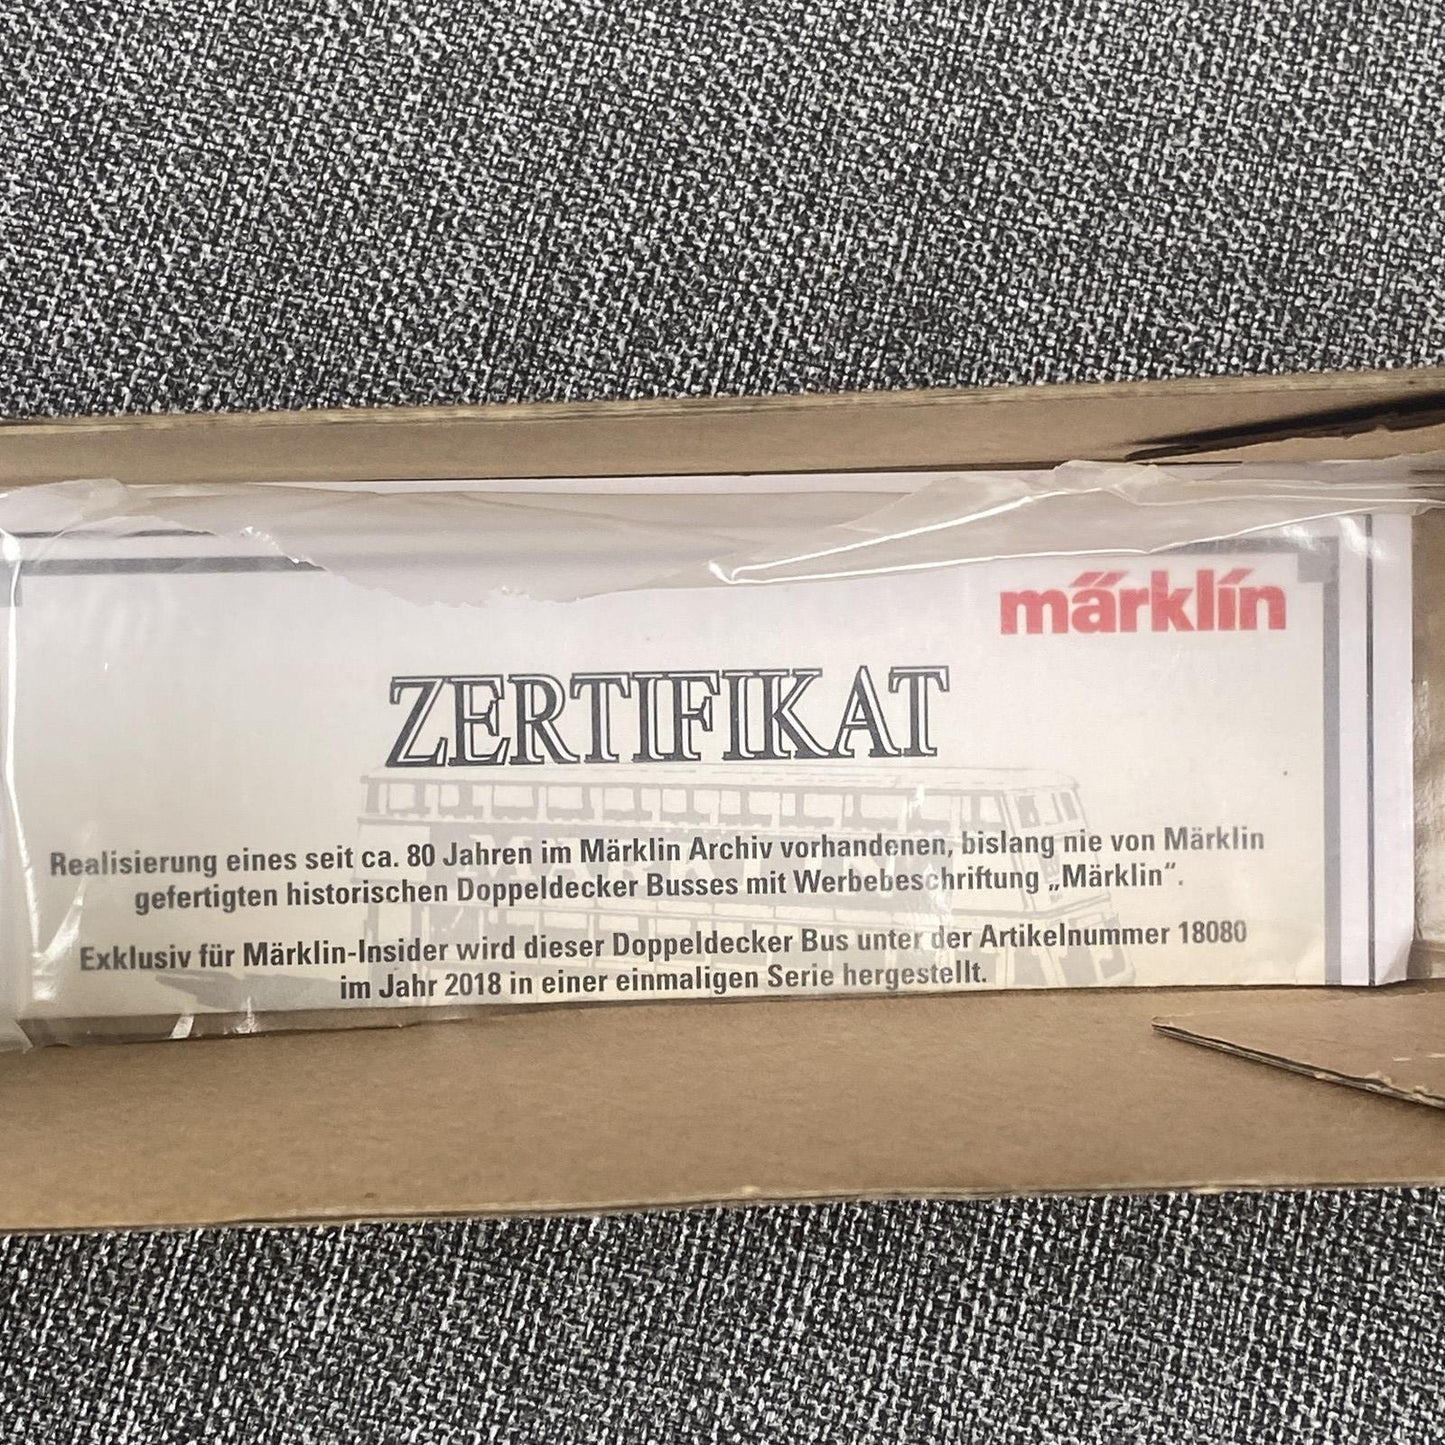 märklin
ZERTIFIKAT
Realisierung eines seit ca. 80 Jahren im Märklin Archiv vorhandenen, bislang nie von Märklin
gefertigten historischen Doppeldecker Busses mit Werbebeschriftung „Märklin“.
Exklusiv für Märklin-Insider wird dieser Doppeldecker Bus unter der Artikelnummer 18080
im Jahr 2018 in einer einmaligen Serie hergestellt.